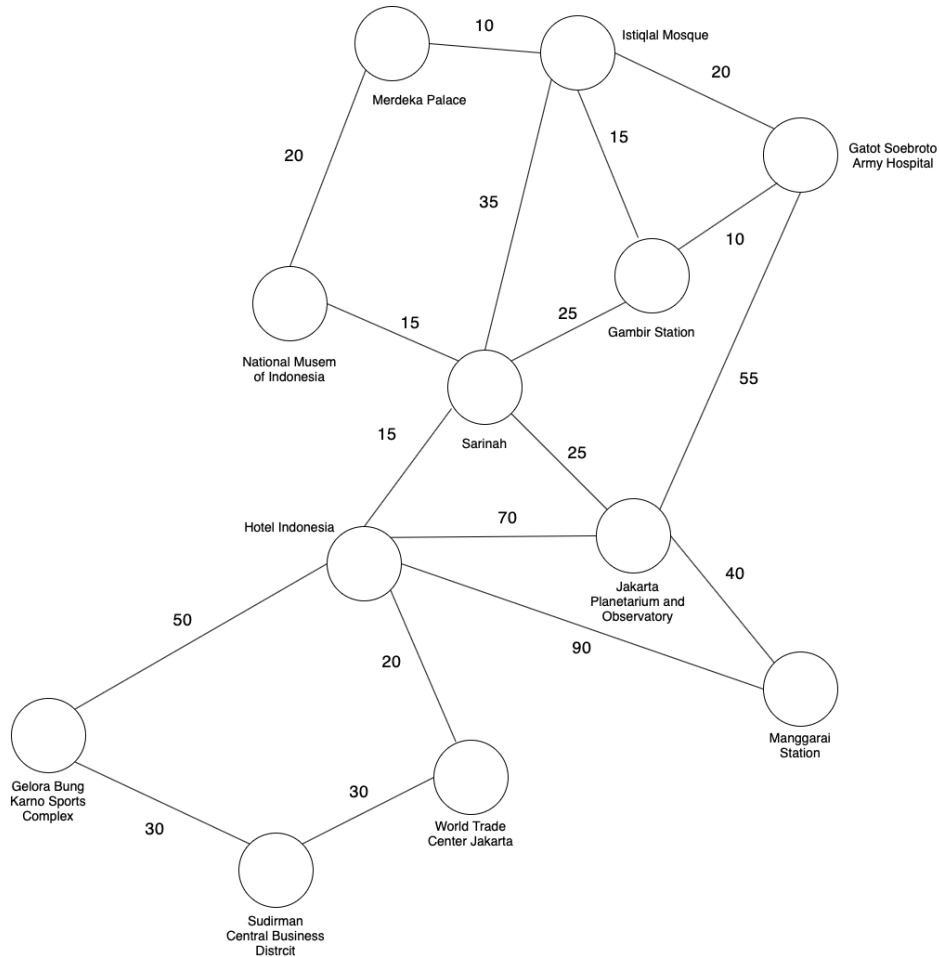 10
Istiqlal Mosque
20
Merdeka Palace
15
Gatot Soebroto
Army Hospital
20
35
10
25
15
Gambir Station
National Musem
of Indonesia
55
15
Sarinah
25
Hotel Indonesia
70
40
Jakarta
Planetarium and
Observatory
50
90
20
Manggarai
Station
Gelora Bung
Karno Sports
Complex
30
30
World Trade
Center Jakarta
Sudirman
Central Business
Distrcit